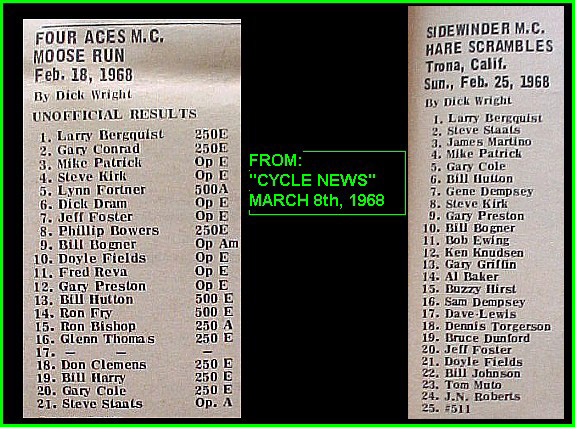 FOUR ACES M.C.
MOOSE RUN
Feb. 18, 1968
By Dick Wright
UNOFFICIAL RESULTS
1. Larry Bergquist 250E
2. Gary Conrad 250E
3. Mike Patrick Op E
4. Steve Kirk Op E
5. Lynn Fortner 500A
6. Dick Dram Op E
7. Jeff Foster Op E
8. Phillip Bowers 250E
9. Bill Bogner Op Am
10. Doyle Fields Op E
11. Fred Reva Op E
12. Gary Preston Op E
13. Bill Hutton 500 E
14. Ron Fry 500 E
15. Ron Bishop 250 A
16. Glenn Thomas 250 E
17. — — —
18. Don Clemens 250 E
19. Bill Harry 250 E
20. Gary Cole 250 E
21. Steve Staats Op. A
FROM:
"CYCLE NEWS"
MARCH 8th, 1968
SIDEWINDER M.C.
HARE SCRAMBLES
Trona, Calif.
Sun., Feb. 25, 1968
By Dick Wright
1. Larry Bergquist
2. Steve Staats
3. James Martino
4. Mike Patrick
5. Gary Cole
6. Bill Hutton
7. Gene Dempsey
8. Steve Kirk
9. Gary Preston
10. Bill Bogner
11. Bob Ewing
12. Ken Knudsen
13. Gary Griffin
14. Al Baker
15. Buzzy Hirst
16. Sam Dempsey
17. Dave Lewis
18. Dennis Torgerson
19. Bruce Dunford
20. Jeff Foster
21. Doyle Fields
22. Bill Johnson
23. Tom Muto
24. J.N. Roberts
25. #511